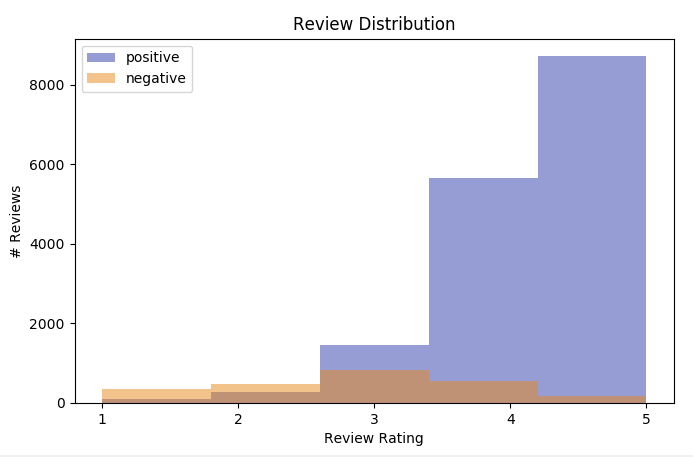 Review Distribution
positive
negative
8000
6000
4000
2000
0
# Reviews
1 2 3 4 5
Review Rating